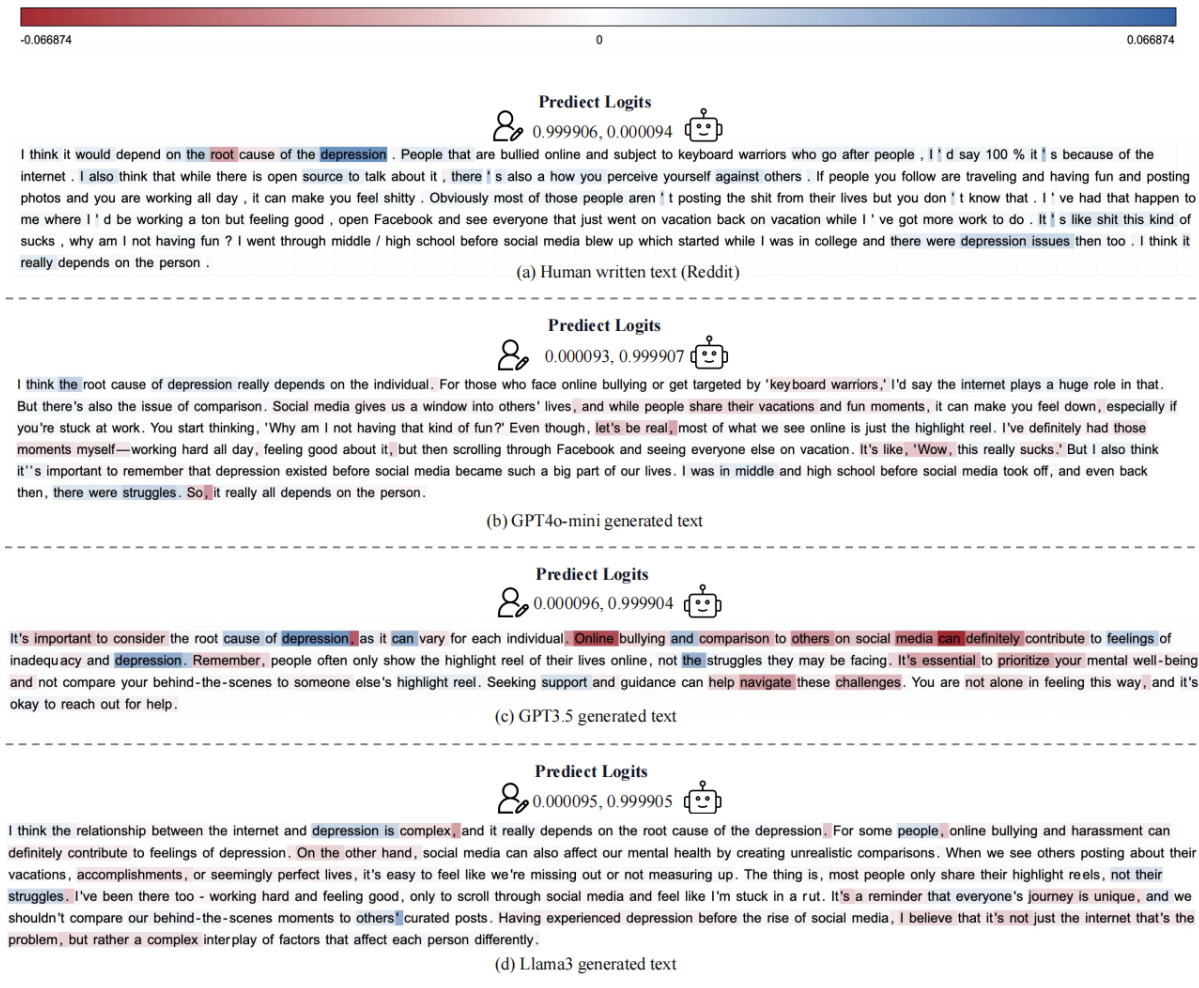 -0.066874 0 0.066874
Prediect Logits
0.999906, 0.000094
I think it would depend on the root cause of the depression . People that are bullied online and subject to keyboard warriors who go after people , I ' d say 100 % it ' s because of the
internet . I also think that while there is open source to talk about it , there ' s also a how you perceive yourself against others . If people you follow are traveling and having fun and posting
photos and you are working all day , it can make you feel shitty . Obviously most of those people aren ' t posting the shit from their lives but you don ' t know that . I ' ve had that happen to
me where I ' d be working a ton but feeling good , open Facebook and see everyone that just went on vacation back on vacation while I ' ve got more work to do . It ' s like shit this kind of
sucks , why am I not having fun ? I went through middle / high school before social media blew up which started while I was in college and there were depression issues then too . I think it
really depends on the person .
(a) Human written text (Reddit)
Prediect Logits
0.000093, 0.999907
I think the root cause of depression really depends on the individual. For those who face online bullying or get targeted by 'keyboard warriors,' I'd say the internet plays a huge role in that.
But there's also the issue of comparison. Social media gives us a window into others' lives, and while people share their vacations and fun moments, it can make you feel down, especially if
you're stuck at work. You start thinking, 'Why am I not having that kind of fun?' Even though, let's be real, most of what we see online is just the highlight reel. I've definitely had those
moments myself—working hard all day, feeling good about it, but then scrolling through Facebook and seeing everyone else on vacation. It's like, 'Wow, this really sucks.' But I also think
it''s important to remember that depression existed before social media became such a big part of our lives. I was in middle and high school before social media took off, and even back
then, there were struggles. So, it really all depends on the person.
(b) GPT4o-mini generated text
Prediect Logits
0.000096, 0.999904
It's important to consider the root cause of depression, as it can vary for each individual. Online bullying and comparison to others on social media can definitely contribute to feelings of
inadequacy and depression. Remember, people often only show the highlight reel of their lives online, not the struggles they may be facing. It's essential to prioritize your mental well-being
and not compare your behind-the-scenes to someone else's highlight reel. Seeking support and guidance can help navigate these challenges. You are not alone in feeling this way, and it's
okay to reach out for help.
(c) GPT3.5 generated text
Prediect Logits
0.000095, 0.999905
I think the relationship between the internet and depression is complex, and it really depends on the root cause of the depression. For some people, online bullying and harassment can
definitely contribute to feelings of depression. On the other hand, social media can also affect our mental health by creating unrealistic comparisons. When we see others posting about their
vacations, accomplishments, or seemingly perfect lives, it's easy to feel like we're missing out or not measuring up. The thing is, most people only share their highlight reels, not their
struggles. I've been there too - working hard and feeling good, only to scroll through social media and feel like I'm stuck in a rut. It's a reminder that everyone's journey is unique, and we
shouldn't compare our behind-the-scenes moments to others' curated posts. Having experienced depression before the rise of social media, I believe that it's not just the internet that's the
problem, but rather a complex interplay of factors that affect each person differently.
(d) Llama3 generated text